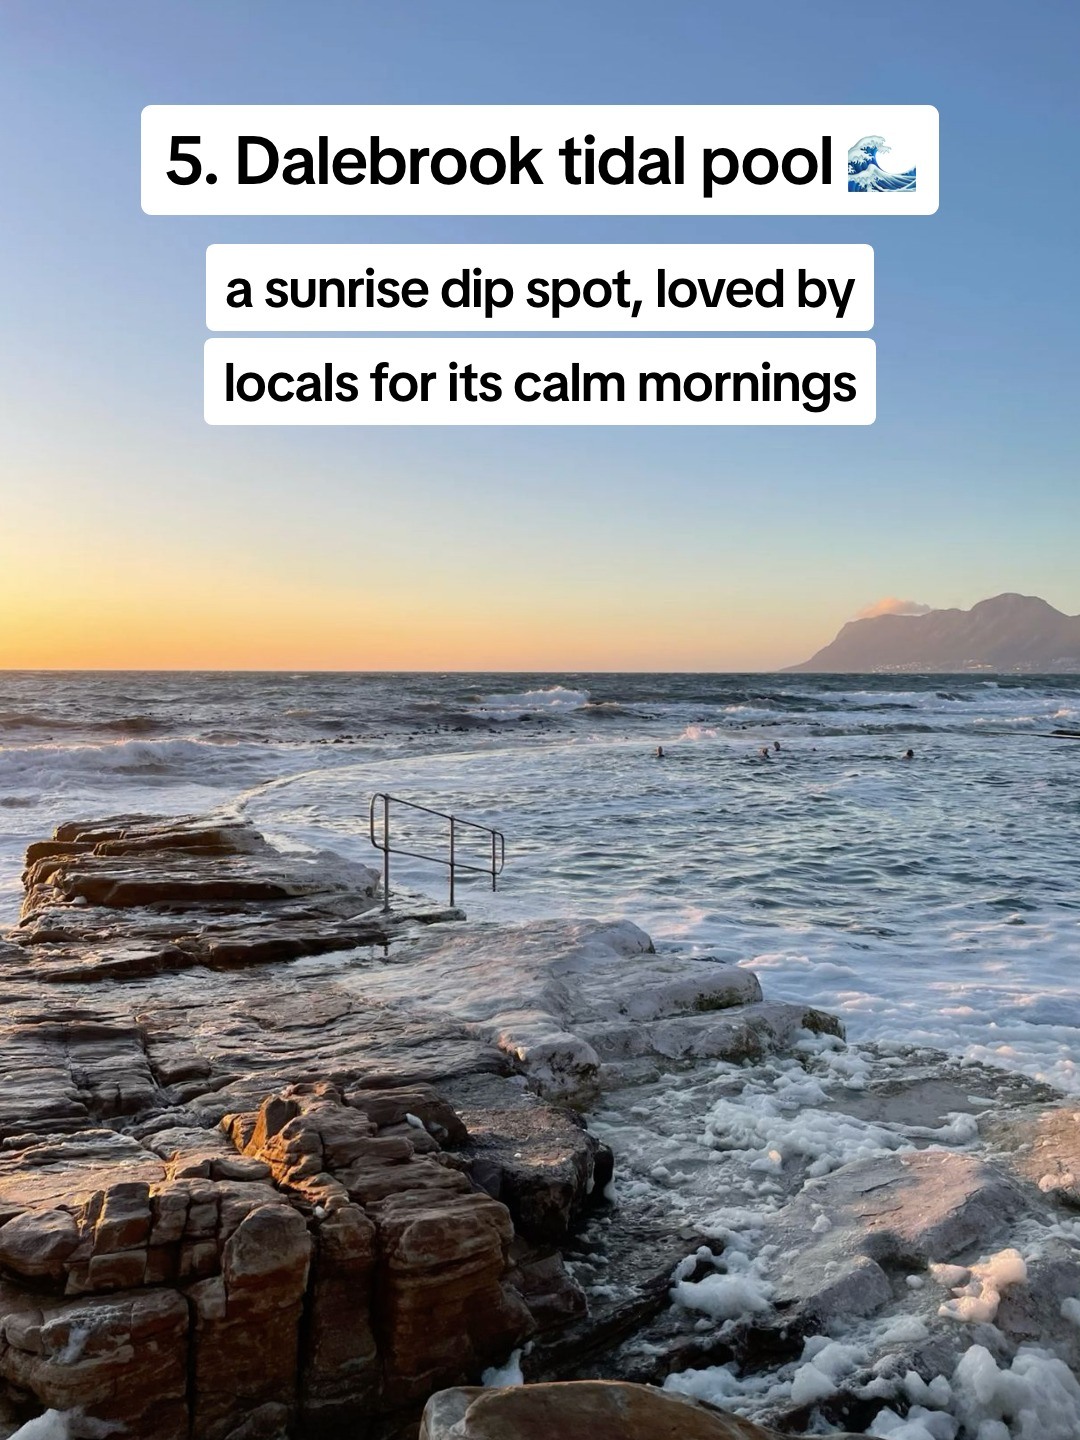 5. Dalebrook tidal pool 🌊
a sunrise dip spot, loved by
locals for its calm mornings